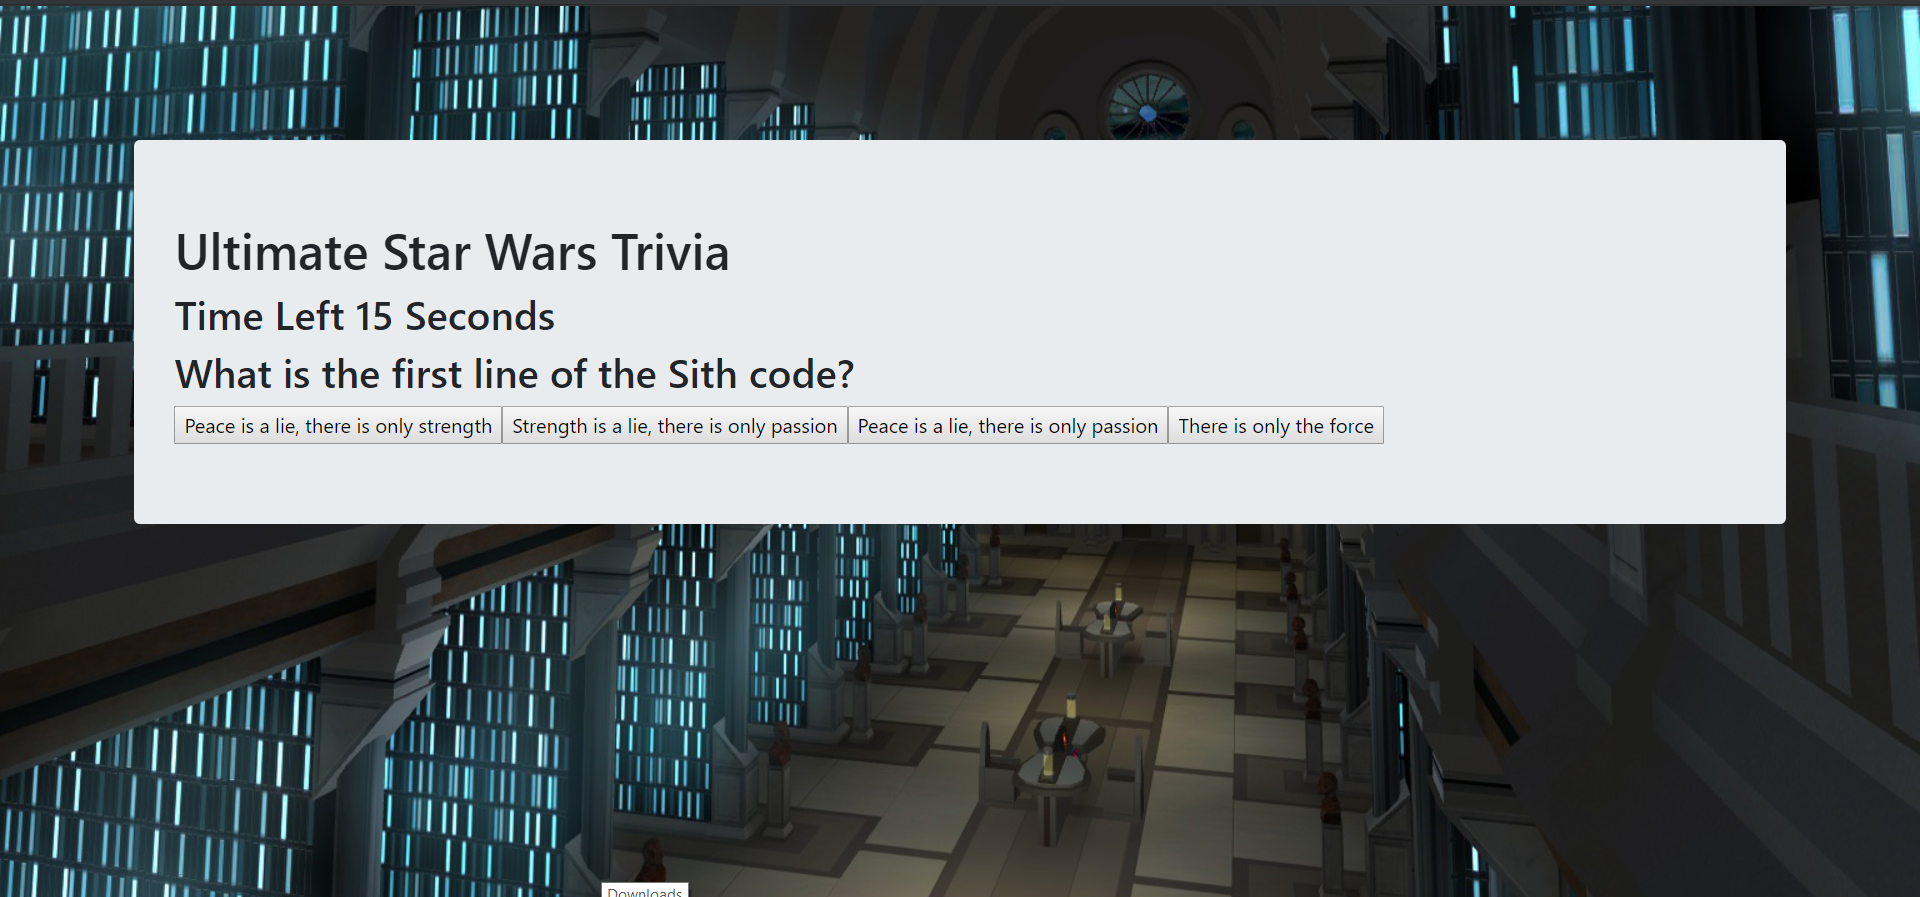 Ultimate Star Wars Trivia
Time Left 15 Seconds
What is the first line of the Sith code?
Peace is a lie, there is only strength Strength is a lie, there is only passion Peace is a lie, there is only passion There is only the force
Downloads